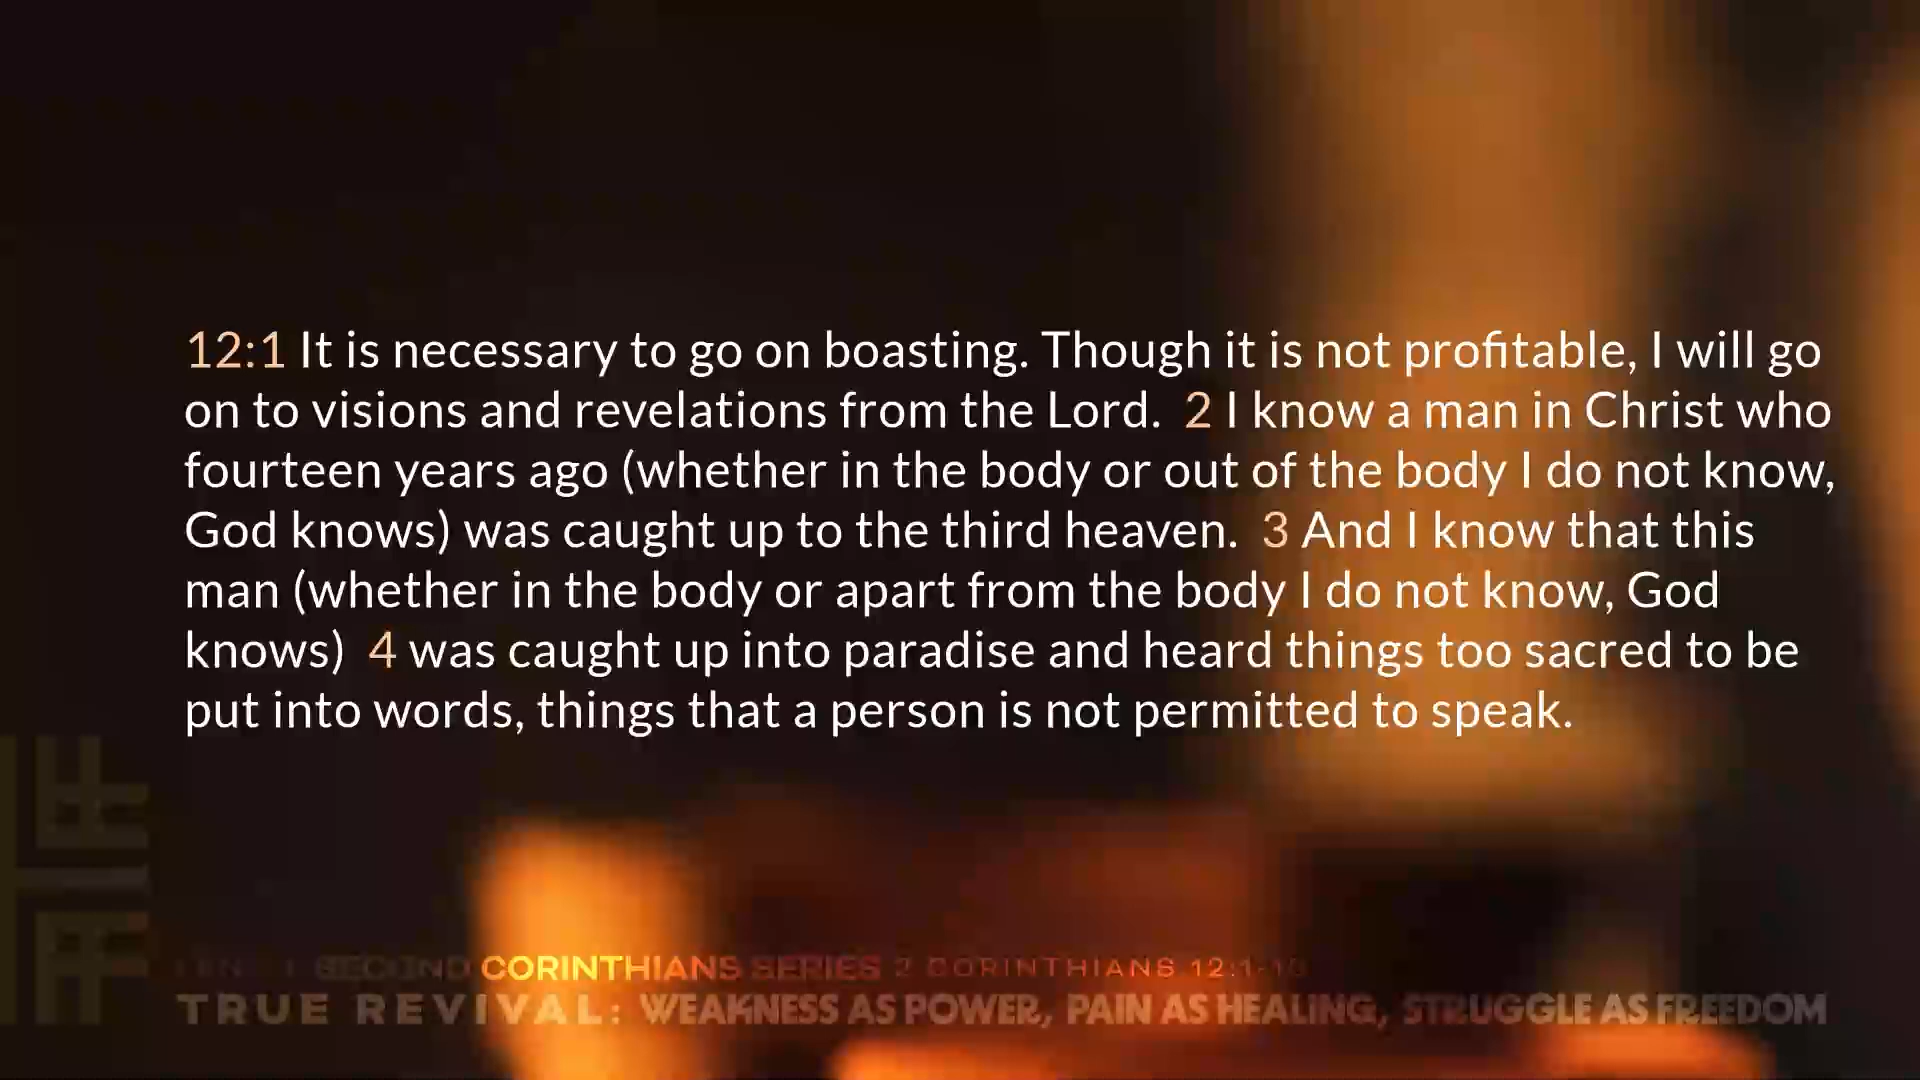 12:1 It is necessary to go on boasting. Though it is not profitable, I will go
on to visions and revelations from the Lord. 2 I know a man in Christ who
fourteen years ago (whether in the body or out of the body I do not know,
God knows) was caught up to the third heaven. 3 And I know that this
man (whether in the body or apart from the body I do not know, God
knows) 4 was caught up into paradise and heard things too sacred to be
put into words, things that a person is not permitted to speak.
SECOND CORINTHIANS SERIES 2 CORINTHIANS 12:1-10
TRUE REVIVAL: WEAKNESS AS POWER, PAIN AS HEALING, STRUGGLE AS FREEDOM